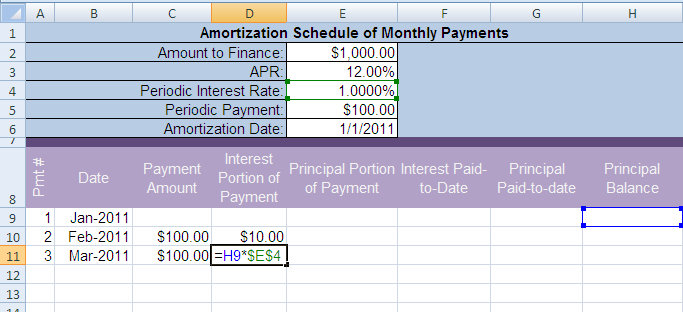 A B C D E F G H
1 Amortization Schedule of Monthly Payments
2 Amount to Finance: $1,000.00
3 APR: 12.00%
4 Periodic Interest Rate: 1.0000%
5 Periodic Payment: $100.00
6 Amortization Date: 1/1/2011
7
8 Pmt # Date Payment Amount Interest Portion of Payment Principal Portion of Payment Interest Paid-to-Date Principal Paid-to-date Principal Balance
9 1 Jan-2011
10 2 Feb-2011 $100.00 $10.00
11 3 Mar-2011 $100.00 =H9*$E$4
12
13
14